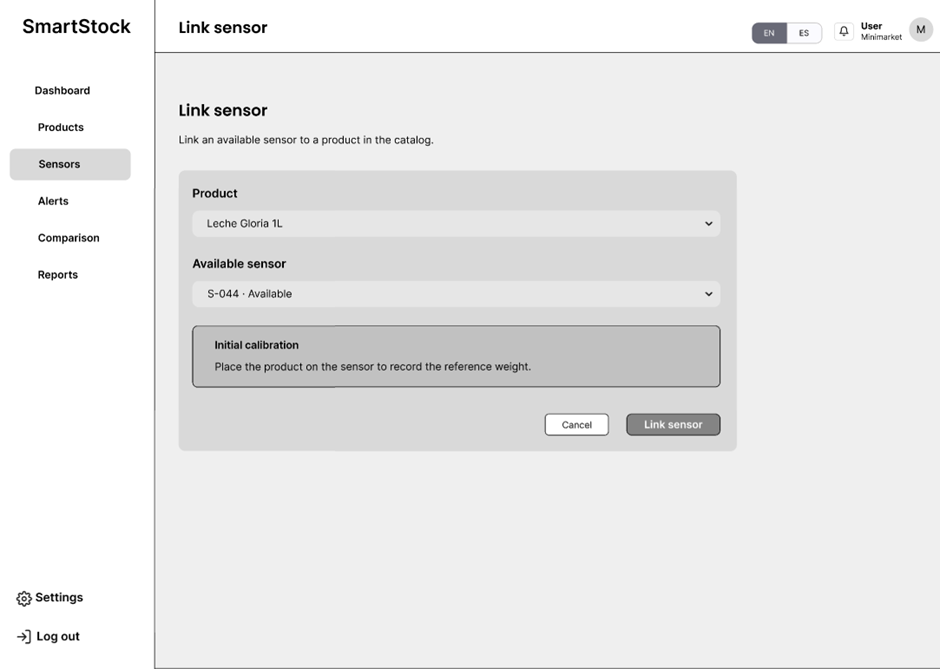 SmartStock
Link sensor
EN
ES
User
Minimarket
M
Dashboard
Products
Sensors
Alerts
Comparison
Reports
Settings
Log out
Link sensor
Link an available sensor to a product in the catalog.
Product
Leche Gloria 1L
Available sensor
S-044 · Available
Initial calibration
Place the product on the sensor to record the reference weight.
Cancel
Link sensor